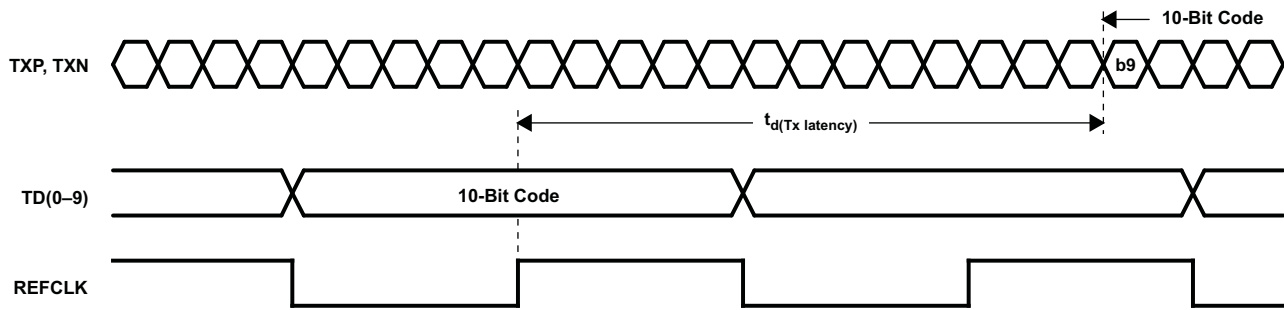 10-Bit Code
TXP, TXN
b9
td(Tx latency)
TD(0–9)
10-Bit Code
REFCLK